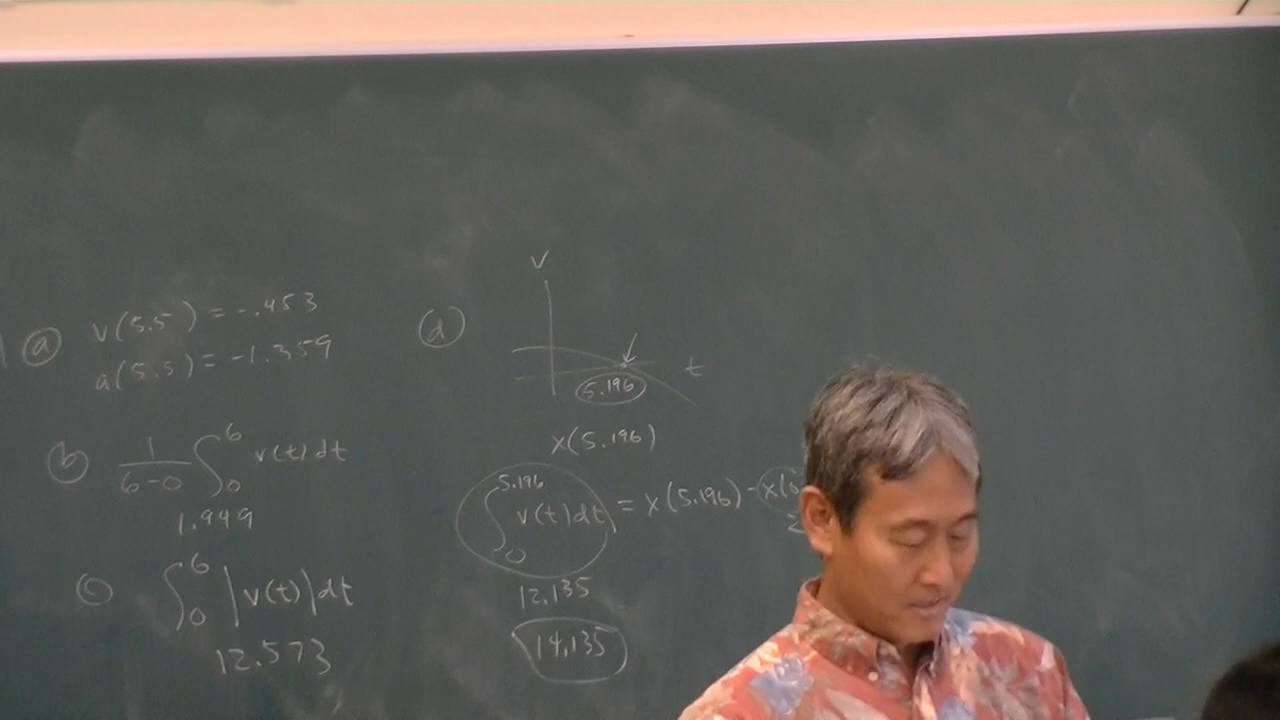 (a) v(5.5) = -.453
a(5.5) = -1.359
(b) 1/(6-0) ∫₀⁶ v(t) dt
1.949
(c) ∫₀⁶ |v(t)| dt
12.573
(d) v
t
5.196
x(5.196)
∫₀^5.196 v(t) dt = x(5.196) - x(
2
12.135
14.135